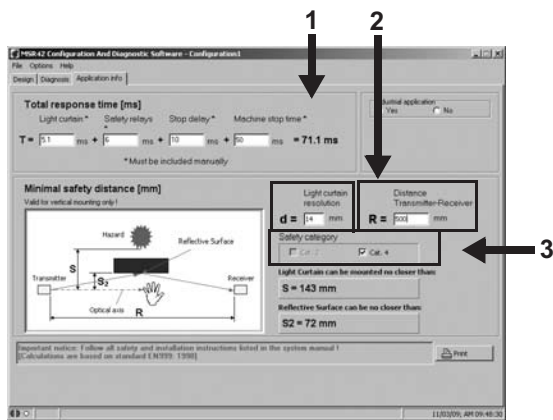 1
2
MSR42 Configuration And Diagnostic Software - Configuration1
File Options Help
Design Diagnosis Application info
Total response time [ms]
Light curtain * Safety relays * Stop delay * Machine stop time *
T = 5.1 ms + 6 ms + 10 ms + 50 ms = 71.1 ms
* Must be included manually
Industrial application
Yes No
Minimal safety distance [mm]
Valid for vertical mounting only !
Hazard
Reflective Surface
S
S2
Transmitter
Receiver
Optical axis
R
Light curtain resolution
d = 14 mm
Distance Transmitter-Receiver
R = 500 mm
Safety category
Cat. 2 Cat. 4
3
Light Curtain can be mounted no closer than:
S = 143 mm
Reflective Surface can be no closer than:
S2 = 72 mm
Important notice: Follow all safety and installation instructions listed in the system manual !
(Calculations are based on standard EN999: 1998)
Print
11/03/09, AM 09:48:30